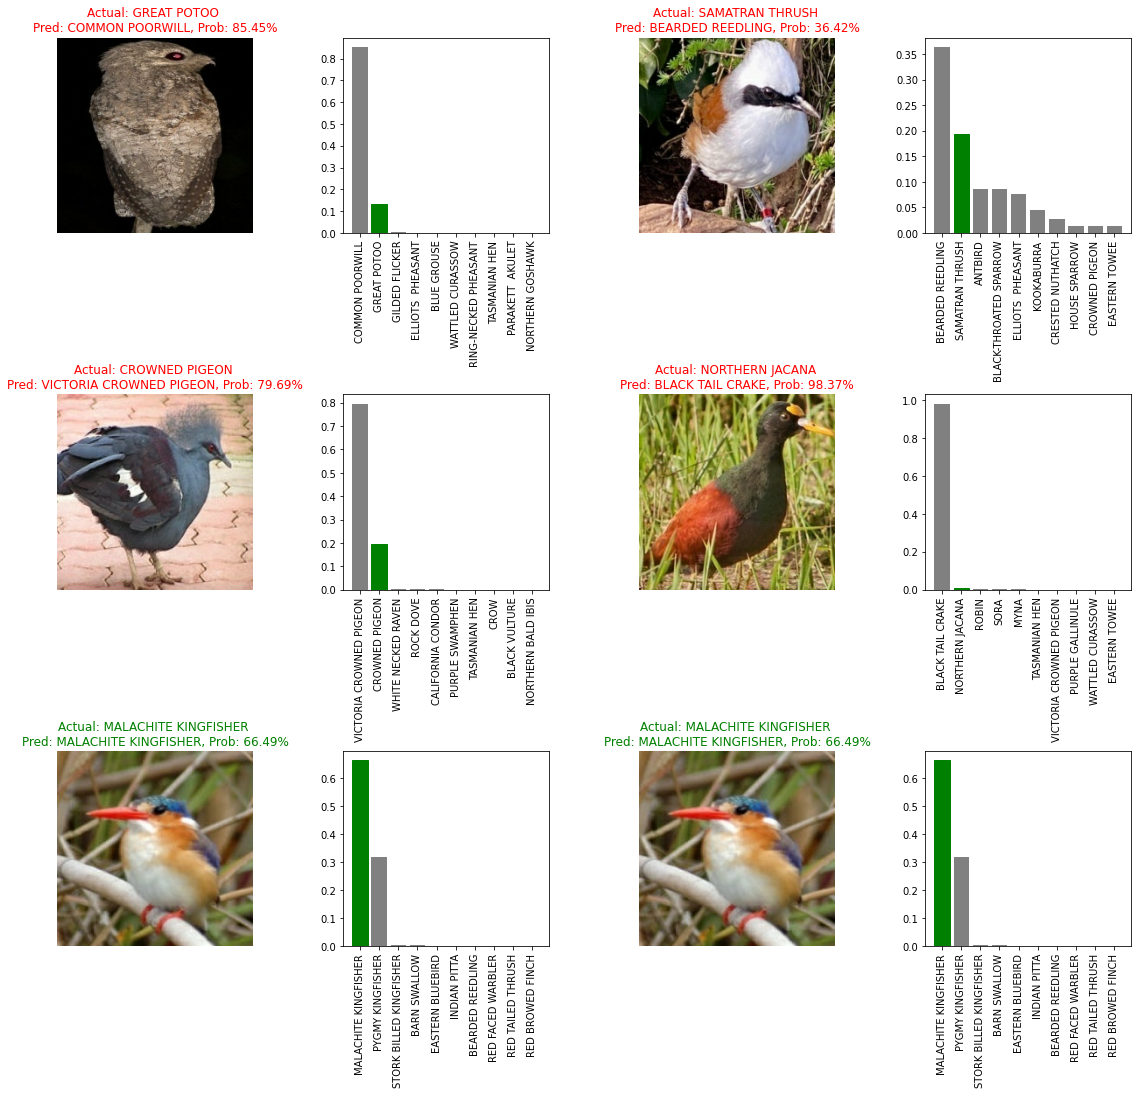 Actual: GREAT POTOO
Pred: COMMON POORWILL, Prob: 85.45%
0.8
0.7
0.6
0.5
0.4
0.3
0.2
0.1
0.0
COMMON POORWILL
GREAT POTOO
GILDED FLICKER
ELLIOTS  PHEASANT
BLUE GROUSE
WATTLED CURASSOW
RING-NECKED PHEASANT
TASMANIAN HEN
PARAKETT  AKULET
NORTHERN GOSHAWK
Actual: SAMATRAN THRUSH
Pred: BEARDED REEDLING, Prob: 36.42%
0.35
0.30
0.25
0.20
0.15
0.10
0.05
0.00
BEARDED REEDLING
SAMATRAN THRUSH
ANTBIRD
BLACK-THROATED SPARROW
ELLIOTS  PHEASANT
KOOKABURRA
CRESTED NUTHATCH
HOUSE SPARROW
CROWNED PIGEON
EASTERN TOWEE
Actual: CROWNED PIGEON
Pred: VICTORIA CROWNED PIGEON, Prob: 79.69%
0.8
0.7
0.6
0.5
0.4
0.3
0.2
0.1
0.0
VICTORIA CROWNED PIGEON
CROWNED PIGEON
WHITE NECKED RAVEN
ROCK DOVE
CALIFORNIA CONDOR
PURPLE SWAMPHEN
TASMANIAN HEN
CROW
BLACK VULTURE
NORTHERN BALD IBIS
Actual: NORTHERN JACANA
Pred: BLACK TAIL CRAKE, Prob: 98.37%
1.0
0.8
0.6
0.4
0.2
0.0
BLACK TAIL CRAKE
NORTHERN JACANA
ROBIN
SORA
MYNA
TASMANIAN HEN
VICTORIA CROWNED PIGEON
PURPLE GALLINULE
WATTLED CURASSOW
EASTERN TOWEE
Actual: MALACHITE KINGFISHER
Pred: MALACHITE KINGFISHER, Prob: 66.49%
0.6
0.5
0.4
0.3
0.2
0.1
0.0
MALACHITE KINGFISHER
PYGMY KINGFISHER
STORK BILLED KINGFISHER
BARN SWALLOW
EASTERN BLUEBIRD
INDIAN PITTA
BEARDED REEDLING
RED FACED WARBLER
RED TAILED THRUSH
RED BROWED FINCH
Actual: MALACHITE KINGFISHER
Pred: MALACHITE KINGFISHER, Prob: 66.49%
0.6
0.5
0.4
0.3
0.2
0.1
0.0
MALACHITE KINGFISHER
PYGMY KINGFISHER
STORK BILLED KINGFISHER
BARN SWALLOW
EASTERN BLUEBIRD
INDIAN PITTA
BEARDED REEDLING
RED FACED WARBLER
RED TAILED THRUSH
RED BROWED FINCH